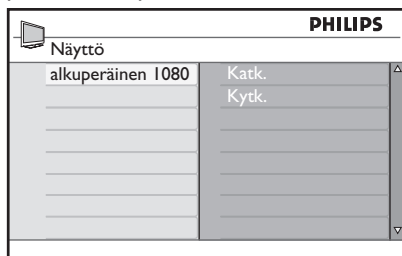 PHILIPS
Näyttö
alkuperäinen 1080
Katk.
Kytk.